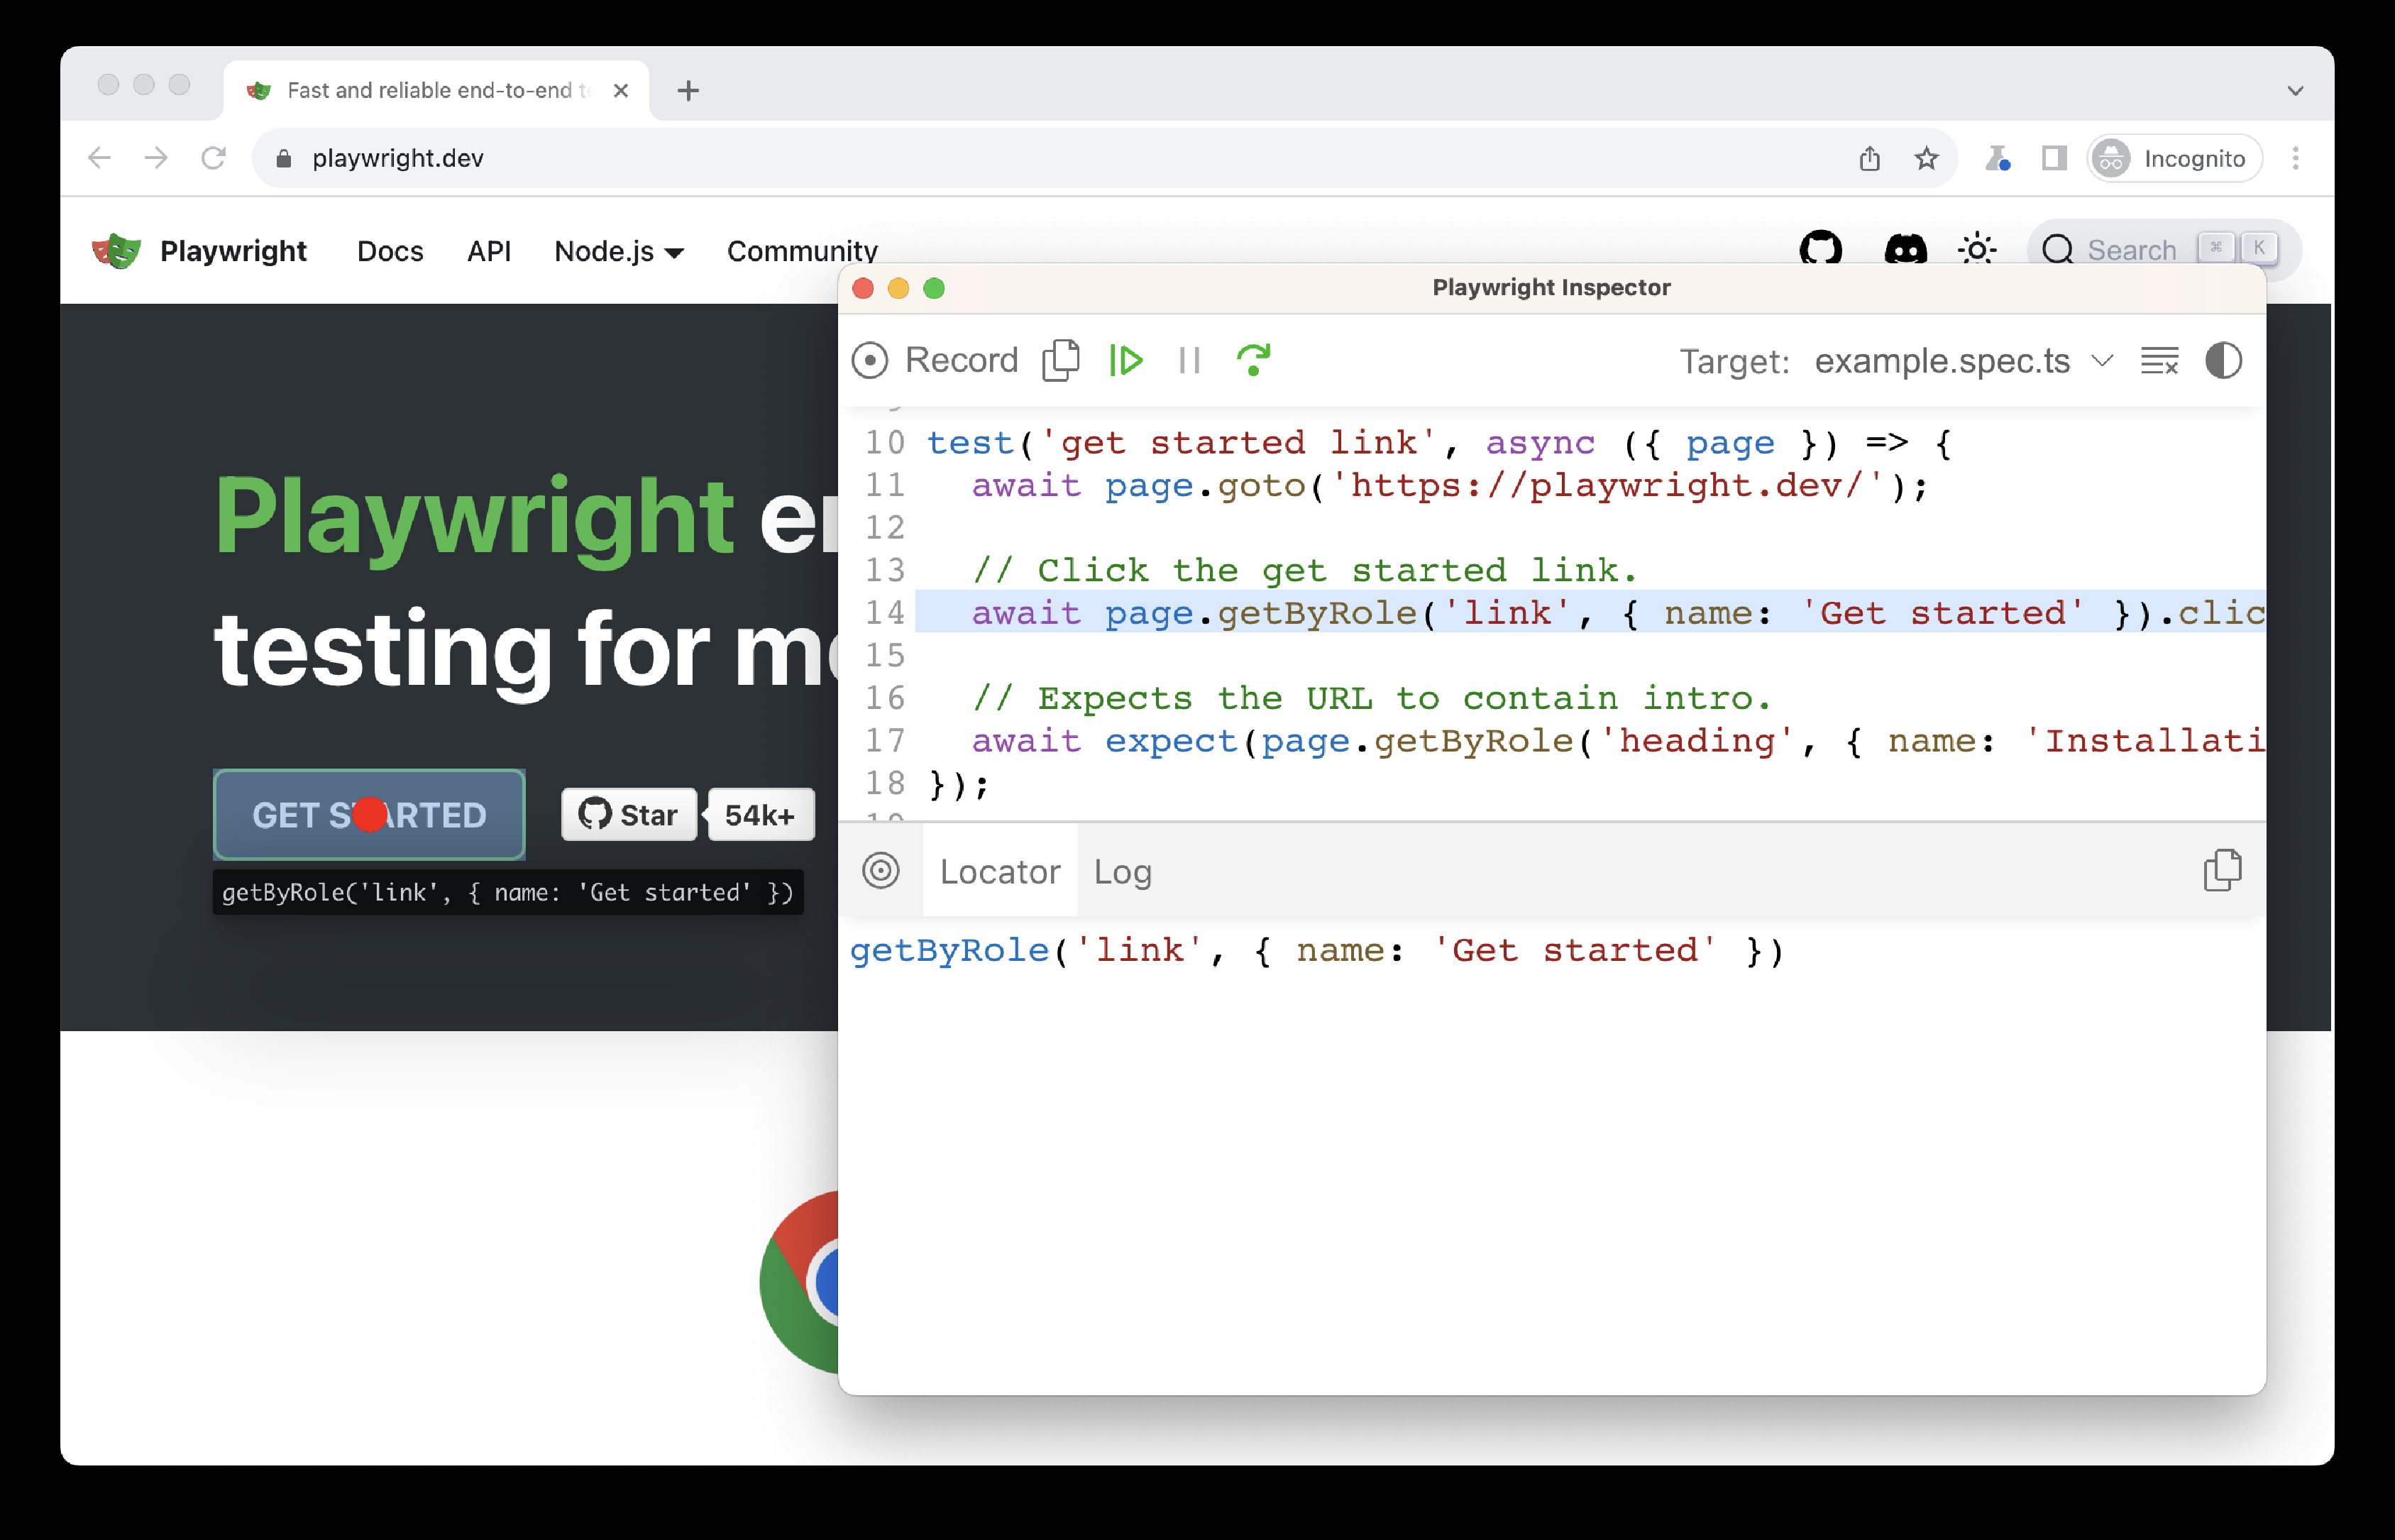 Fast and reliable end-to-end t
playwright.dev
Incognito
Playwright Docs API Node.js Community
Search ⌘ K
Playwright Inspector
Record
Target: example.spec.ts
10 test('get started link', async ({ page }) => {
11 await page.goto('https://playwright.dev/');
12
13 // Click the get started link.
14 await page.getByRole('link', { name: 'Get started' }).clic
15
16 // Expects the URL to contain intro.
17 await expect(page.getByRole('heading', { name: 'Installati
18 });
Playwright
testing for
GET STARTED
Star 54k+
getByRole('link', { name: 'Get started' })
Locator Log
getByRole('link', { name: 'Get started' })